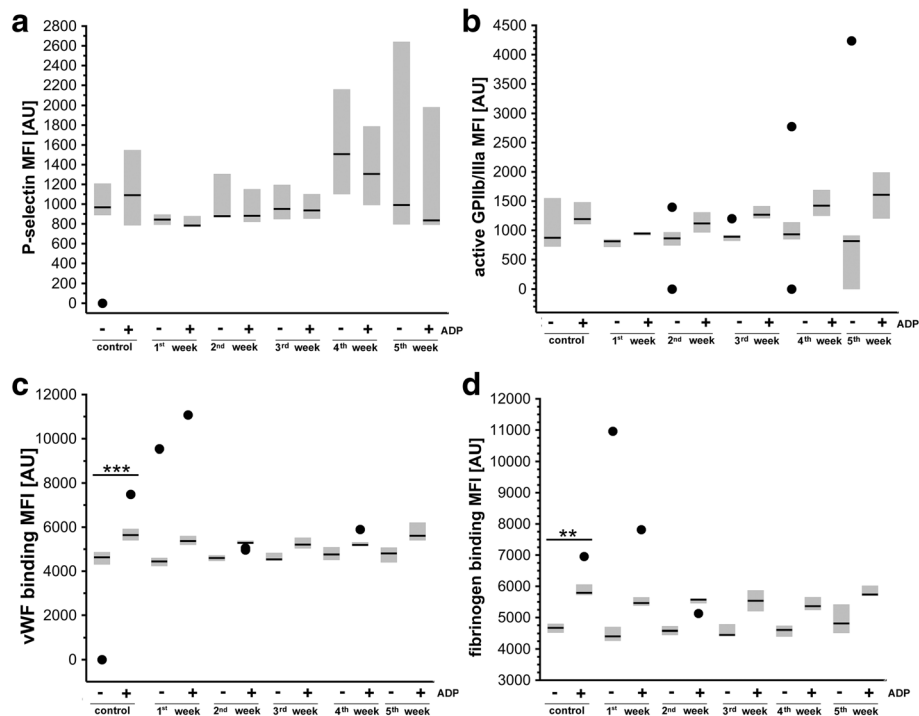 a
P-selectin MFI [AU]
2800
2600
2400
2200
2000
1800
1600
1400
1200
1000
800
600
400
200
0
- + - + - + - + - + - + ADP
control 1st week 2nd week 3rd week 4th week 5th week
b
active GPIIb/IIIa MFI [AU]
4500
4000
3500
3000
2500
2000
1500
1000
500
0
- + - + - + - + - + - + ADP
control 1st week 2nd week 3rd week 4th week 5th week
c
vWF binding MFI [AU]
12000
10000
8000
6000
4000
2000
0
***
- + - + - + - + - + - + ADP
control 1st week 2nd week 3rd week 4th week 5th week
d
fibrinogen binding MFI [AU]
12000
11000
10000
9000
8000
7000
6000
5000
4000
3000
**
- + - + - + - + - + - + ADP
control 1st week 2nd week 3rd week 4th week 5th week